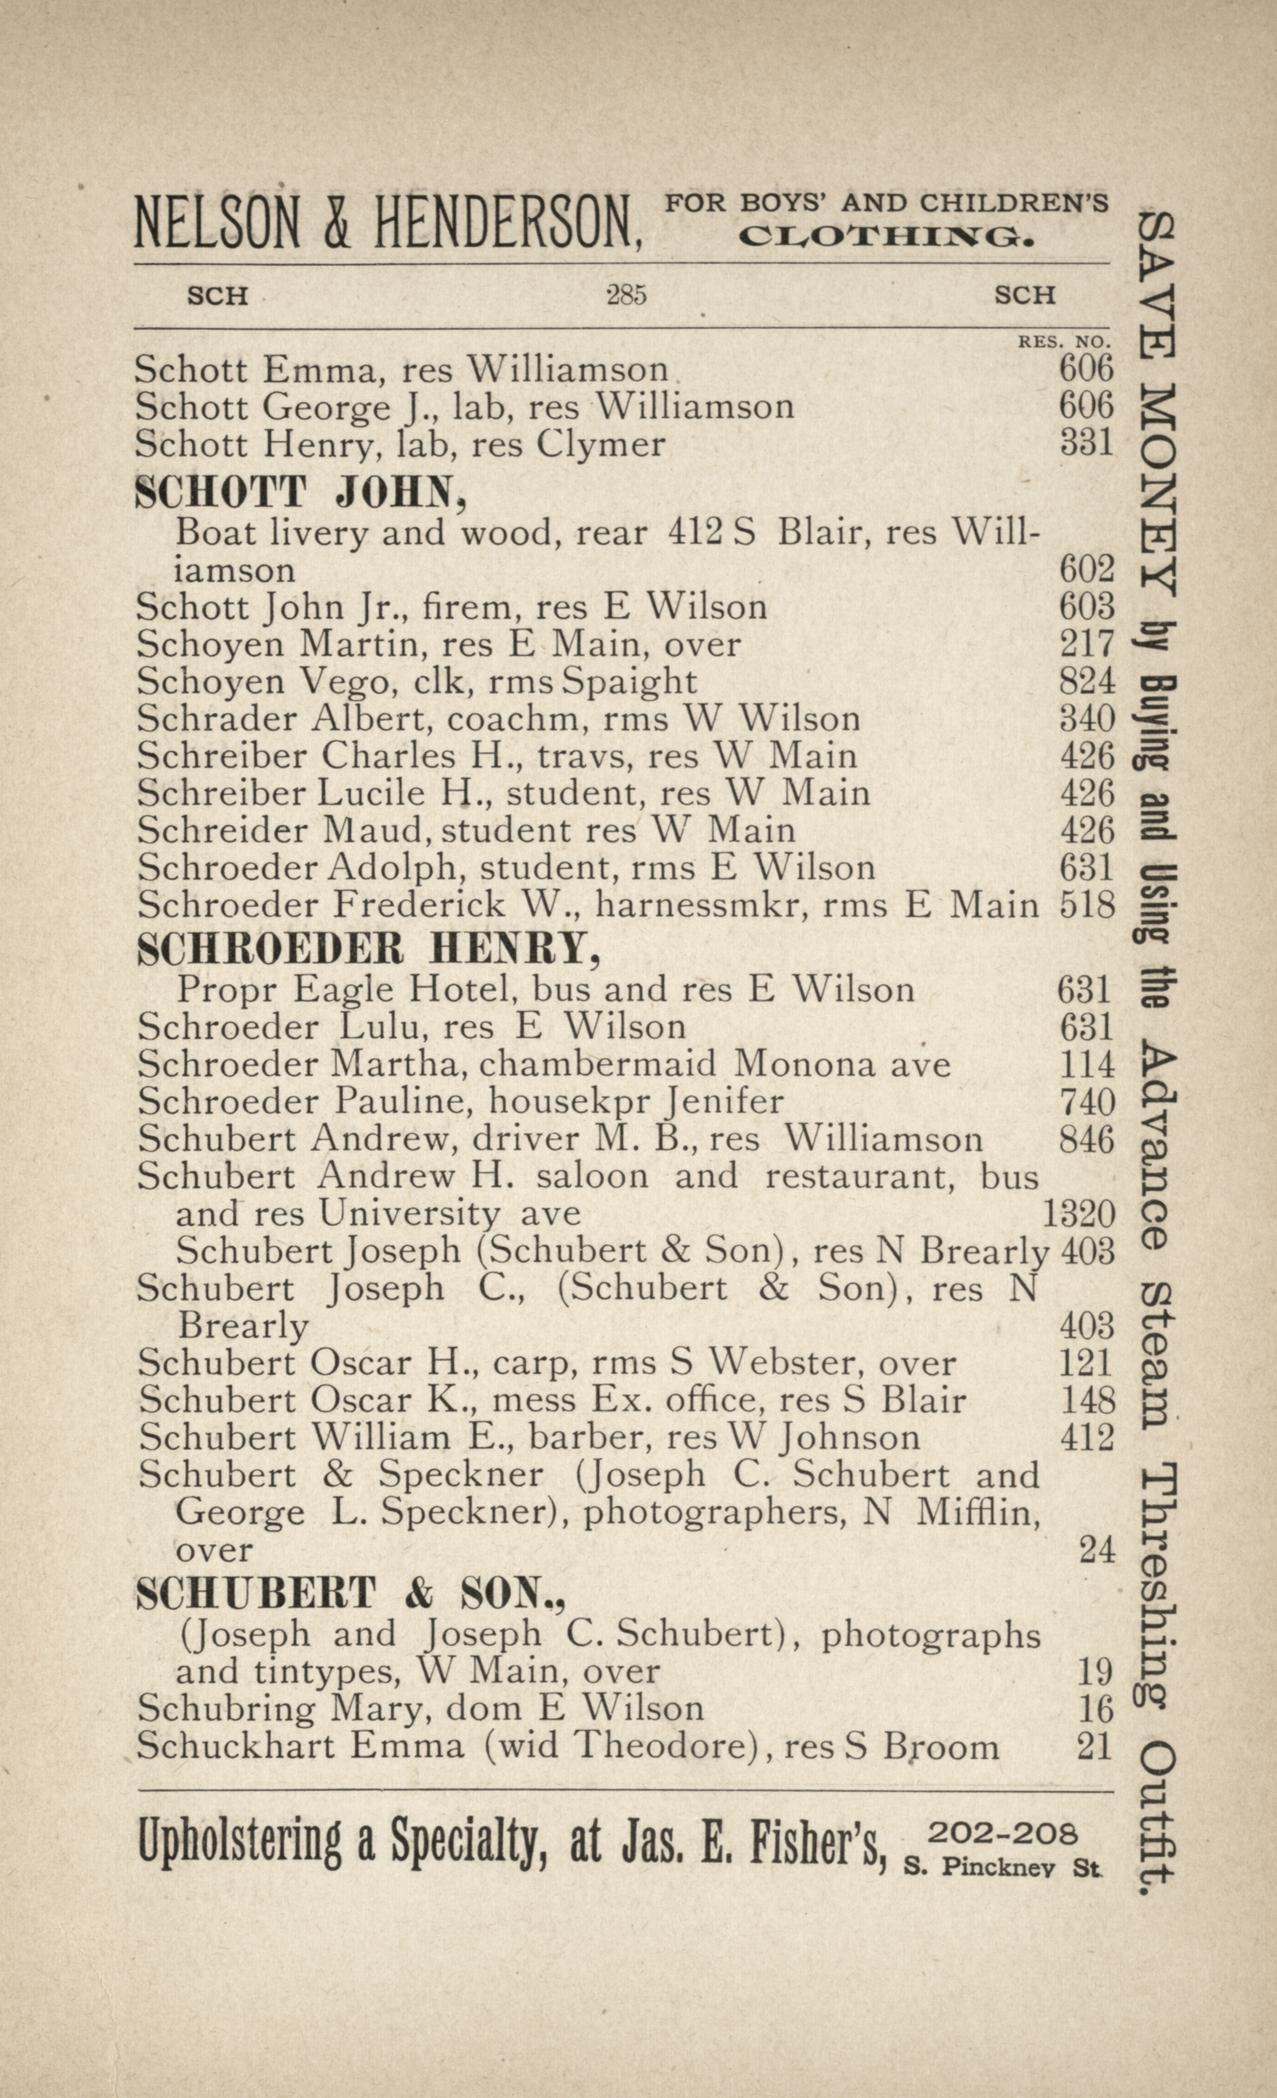 NELSON & HENDERSON, FOR BOYS' AND CHILDREN'S
CLOTHING.
SCH 285 SCH
RES. NO.
Schott Emma, res Williamson 606
Schott George J., lab, res Williamson 606
Schott Henry, lab, res Clymer 331
SCHOTT JOHN,
Boat livery and wood, rear 412 S Blair, res Will-
iamson 602
Schott John Jr., firem, res E Wilson 603
Schoyen Martin, res E Main, over 217
Schoyen Vego, clk, rms Spaight 824
Schrader Albert, coachm, rms W Wilson 340
Schreiber Charles H., travs, res W Main 426
Schreiber Lucile H., student, res W Main 426
Schreider Maud, student res W Main 426
Schroeder Adolph, student, rms E Wilson 631
Schroeder Frederick W., harnessmkr, rms E Main 518
SCHROEDER HENRY,
Propr Eagle Hotel, bus and res E Wilson 631
Schroeder Lulu, res E Wilson 631
Schroeder Martha, chambermaid Monona ave 114
Schroeder Pauline, housekpr Jenifer 740
Schubert Andrew, driver M. B., res Williamson 846
Schubert Andrew H. saloon and restaurant, bus
and res University ave 1320
Schubert Joseph (Schubert & Son), res N Brearly 403
Schubert Joseph C., (Schubert & Son), res N
Brearly 403
Schubert Oscar H., carp, rms S Webster, over 121
Schubert Oscar K., mess Ex. office, res S Blair 148
Schubert William E., barber, res W Johnson 412
Schubert & Speckner (Joseph C. Schubert and
George L. Speckner), photographers, N Mifflin,
over 24
SCHUBERT & SON.,
(Joseph and Joseph C. Schubert), photographs
and tintypes, W Main, over 19
Schubring Mary, dom E Wilson 16
Schuckhart Emma (wid Theodore), res S Broom 21
Upholstering a Specialty, at Jas. E. Fisher's, 202-208
S. Pinckney St
SAVE MONEY by Buying and Using the Advance Steam Threshing Outfit.